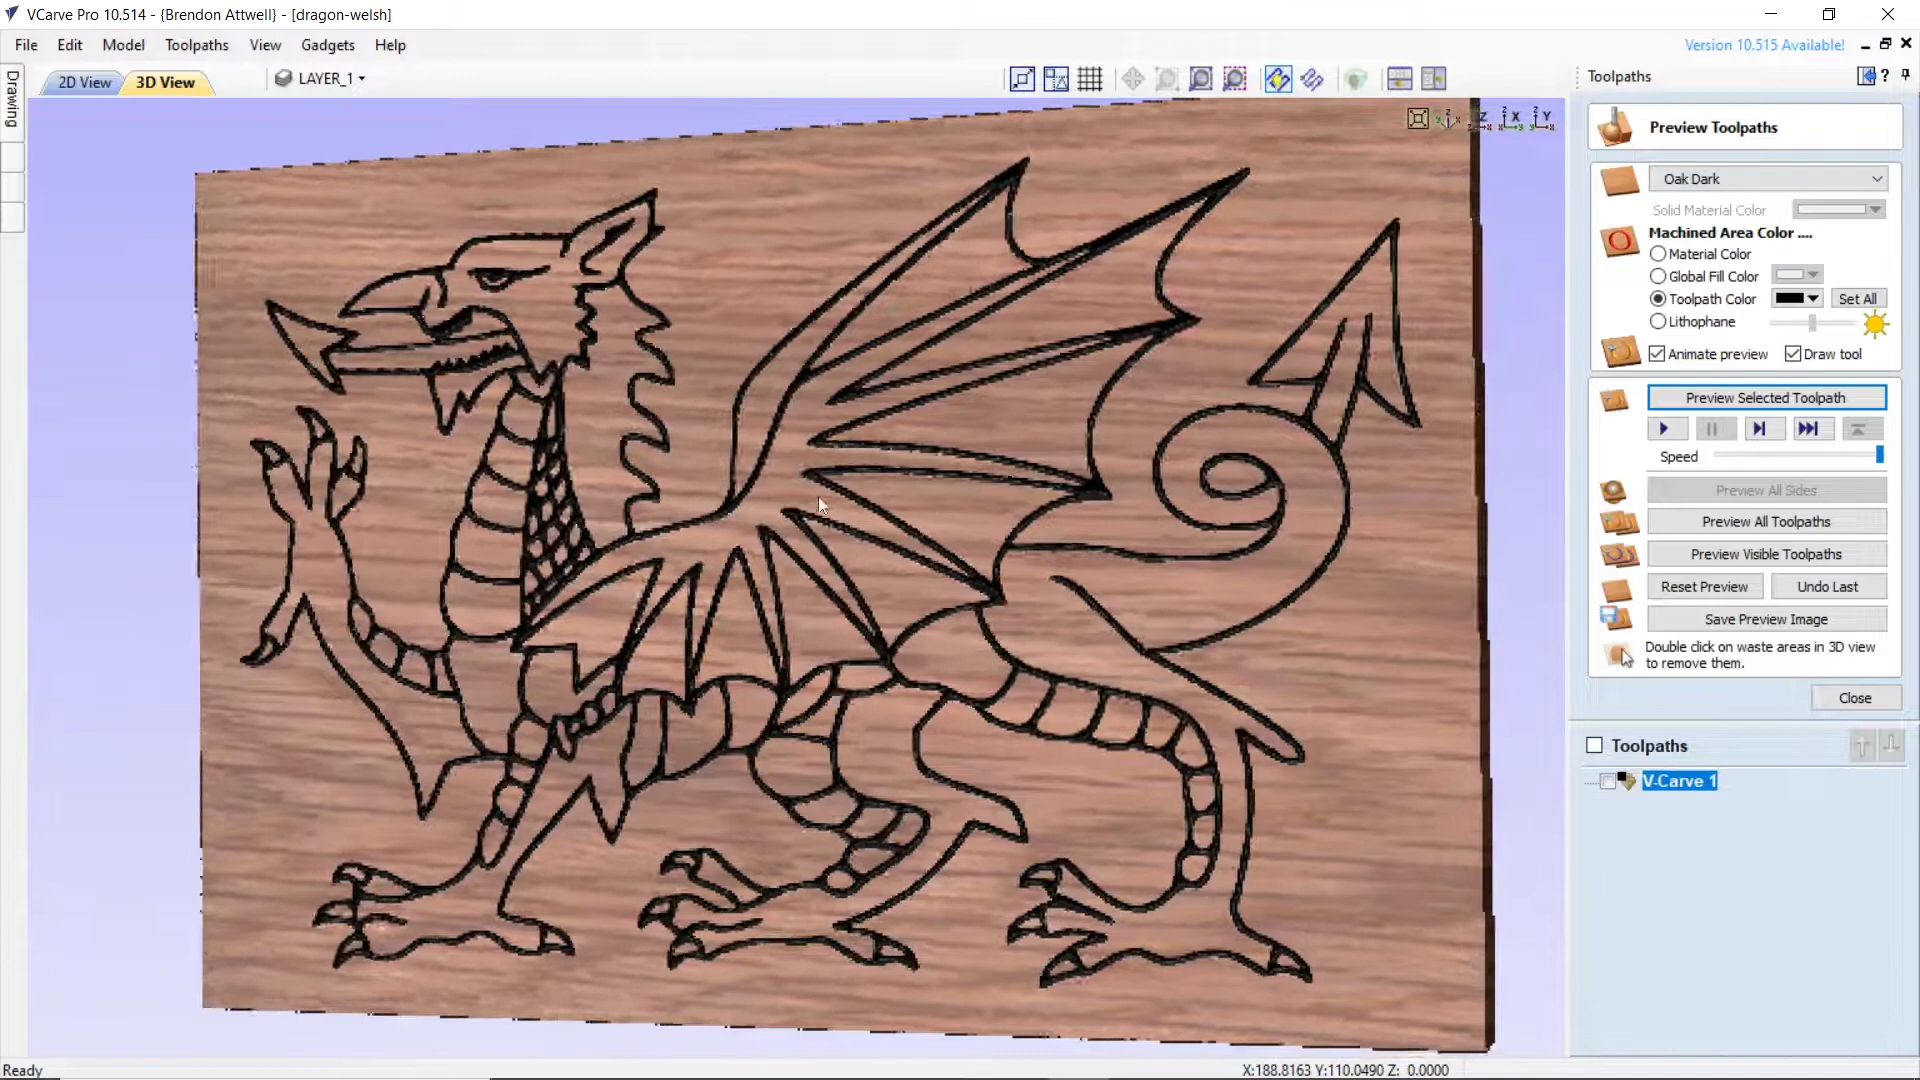 VCarve Pro 10.514 - {Brendon Attwell} - [dragon-welsh]
File Edit Model Toolpaths View Gadgets Help
Version 10.515 Available!
Drawing
2D View
3D View
LAYER_1
Toolpaths
?
Z
X
Y
Preview Toolpaths
Oak Dark
Solid Material Color
Machined Area Color ....
Material Color
Global Fill Color
Toolpath Color
Set All
Lithophane
Animate preview
Draw tool
Preview Selected Toolpath
Speed
Preview All Sides
Preview All Toolpaths
Preview Visible Toolpaths
Reset Preview
Undo Last
Save Preview Image
Double click on waste areas in 3D view
to remove them.
Close
Toolpaths
V-Carve 1
Ready
X:188.8163 Y:110.0490 Z: 0.0000